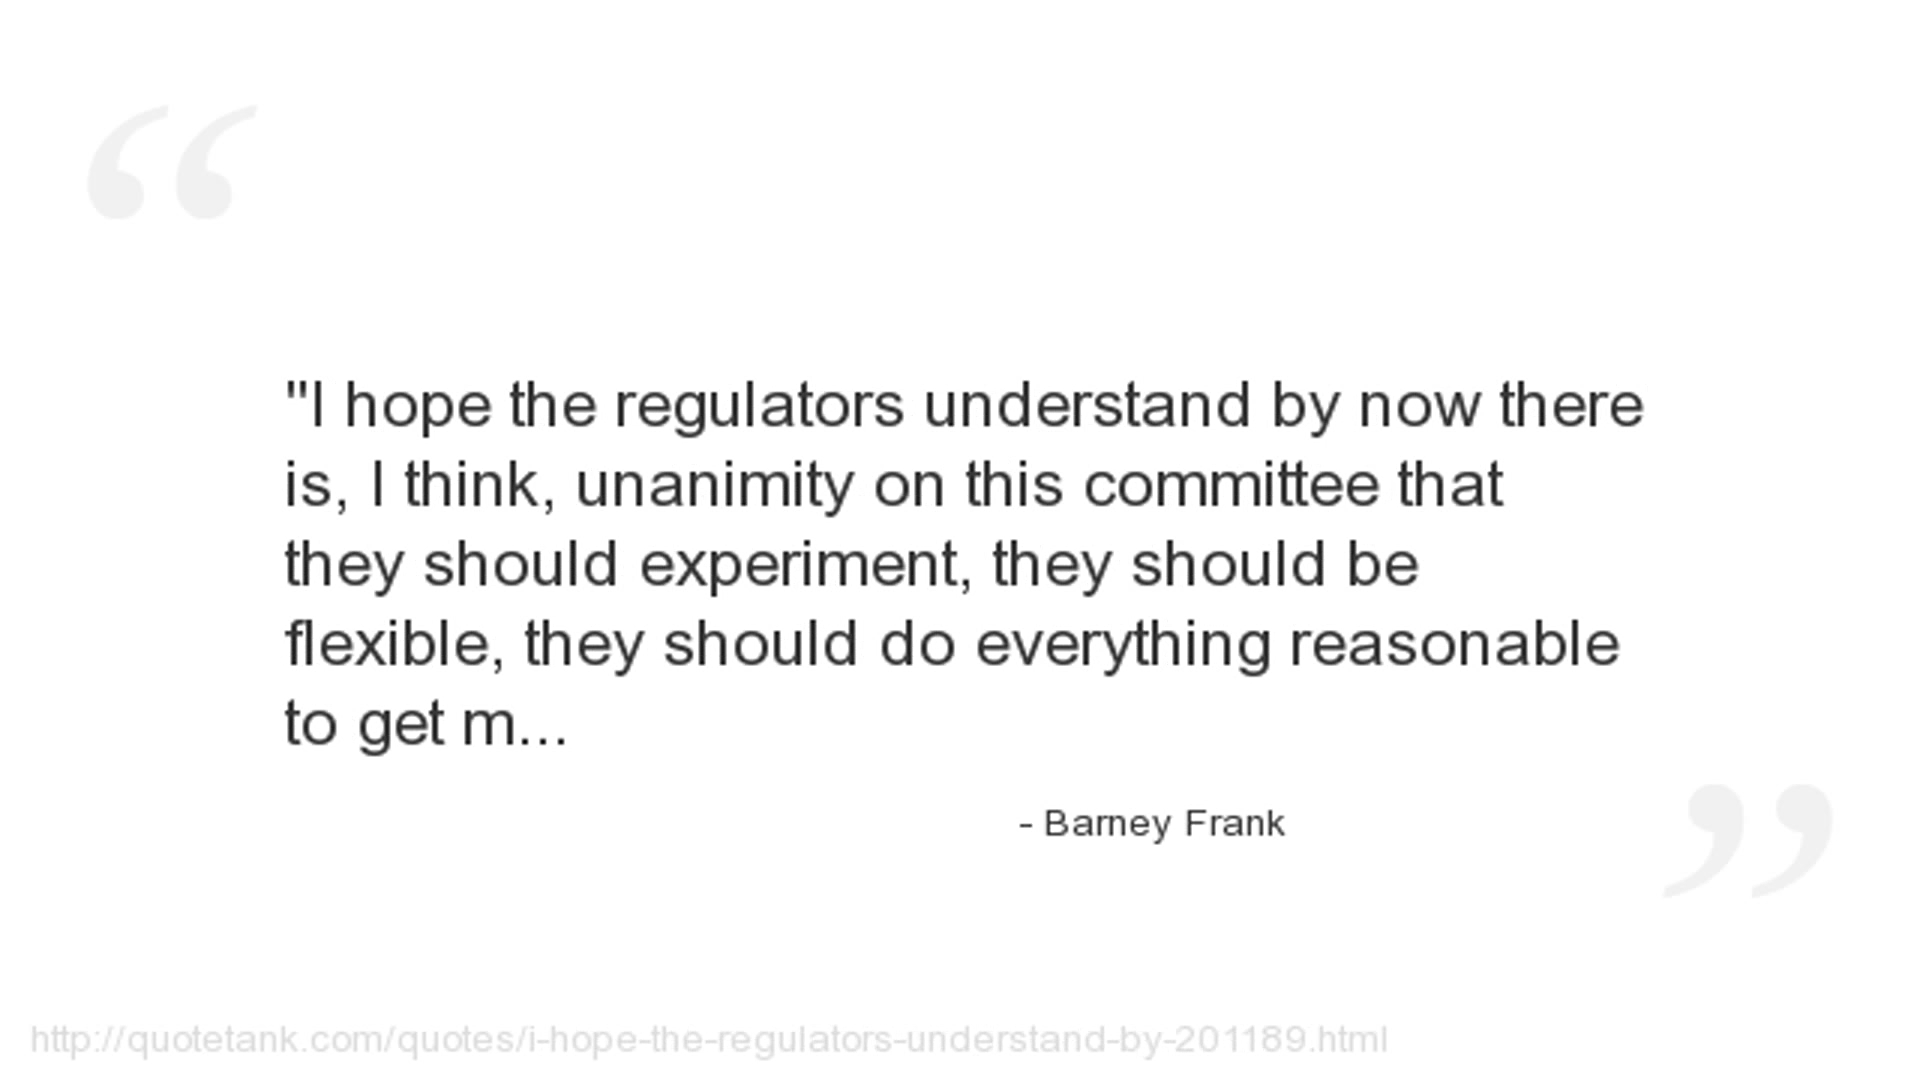 "I hope the regulators understand by now there
is, I think, unanimity on this committee that
they should experiment, they should be
flexible, they should do everything reasonable
to get m...
- Barney Frank
http://quotetank.com/quotes/i-hope-the-regulators-understand-by-201189.html